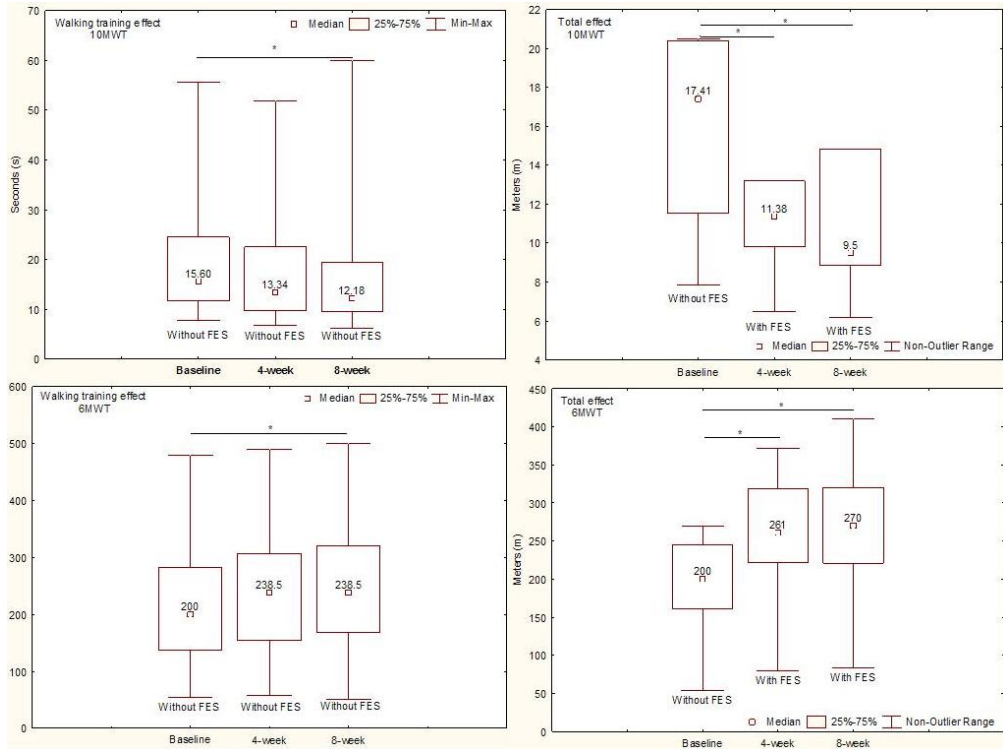 Walking training effect
10MWT
Median 25%-75% Min-Max
70
60
50
40
30
20
10
0
Seconds (s)
*
15.60
13.34
12.18
Without FES
Without FES
Without FES
Baseline
4-week
8-week
Total effect
10MWT
22
20
18
16
14
12
10
8
6
4
Meters (m)
*
*
17.41
11.38
9.5
Without FES
With FES
With FES
Median 25%-75% Non-Outlier Range
Baseline
4-week
8-week
Walking training effect
6MWT
Median 25%-75% Min-Max
600
500
400
300
200
100
0
*
200
238.5
238.5
Without FES
Without FES
Without FES
Baseline
4-week
8-week
Total effect
6MWT
450
400
350
300
250
200
150
100
50
0
Meters (m)
*
*
200
261
270
Without FES
With FES
With FES
Median 25%-75% Non-Outlier Range
Baseline
4-week
8-week